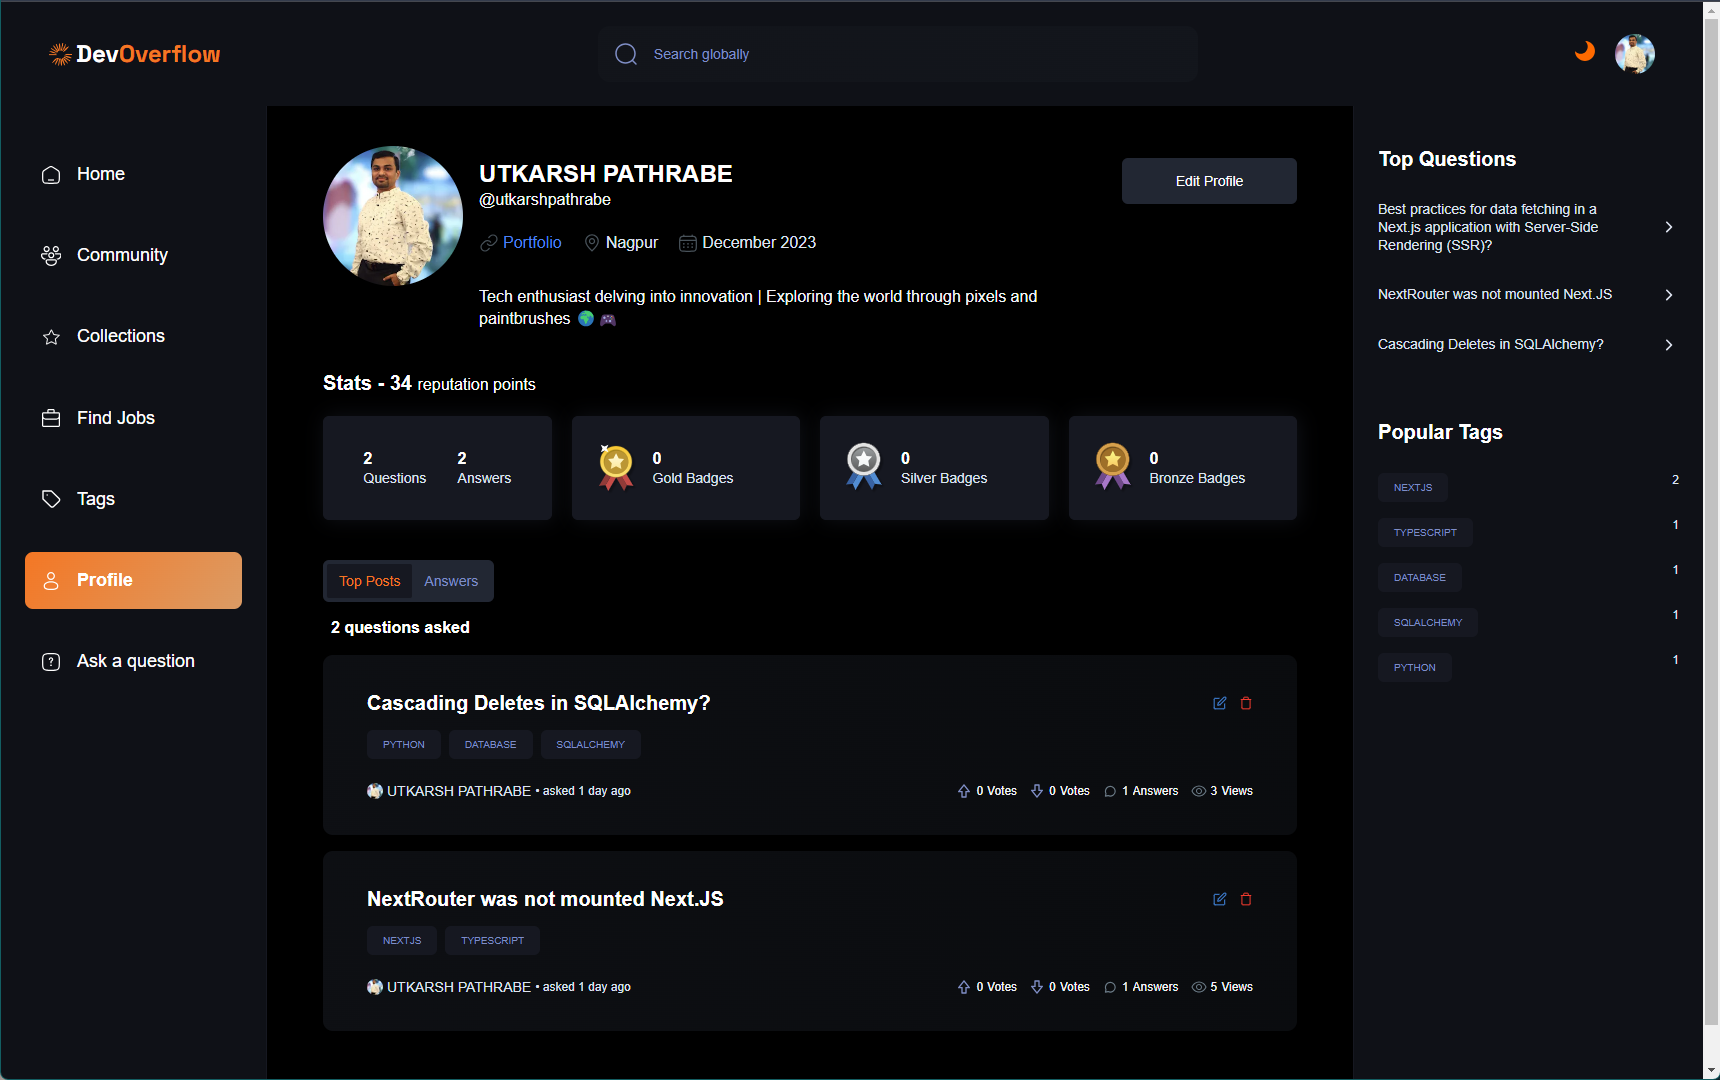 DevOverflow
Search globally
Home
Community
Collections
Find Jobs
Tags
Profile
Ask a question
UTKARSH PATHRABE
@utkarshpathrabe
Edit Profile
Portfolio Nagpur December 2023
Tech enthusiast delving into innovation | Exploring the world through pixels and
paintbrushes 🌍 🎮
Stats - 34 reputation points
2 Questions
2 Answers
0 Gold Badges
0 Silver Badges
0 Bronze Badges
Top Posts Answers
2 questions asked
Cascading Deletes in SQLAlchemy?
PYTHON DATABASE SQLALCHEMY
UTKARSH PATHRABE • asked 1 day ago
0 Votes 0 Votes 1 Answers 3 Views
NextRouter was not mounted Next.JS
NEXTJS TYPESCRIPT
UTKARSH PATHRABE • asked 1 day ago
0 Votes 0 Votes 1 Answers 5 Views
Top Questions
Best practices for data fetching in a
Next.js application with Server-Side
Rendering (SSR)?
NextRouter was not mounted Next.JS
Cascading Deletes in SQLAlchemy?
Popular Tags
NEXTJS 2
TYPESCRIPT 1
DATABASE 1
SQLALCHEMY 1
PYTHON 1